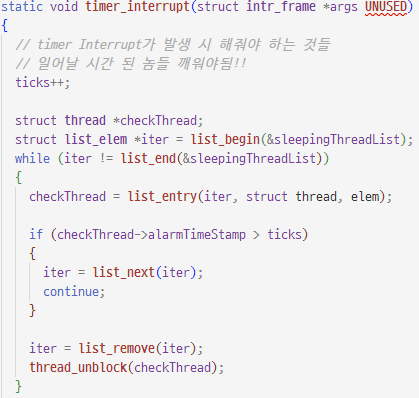 static void timer_interrupt(struct intr_frame *args UNUSED)
{
// timer Interrupt가 발생 시 해줘야 하는 것들
// 일어날 시간 된 놈들 깨워야됨!!
ticks++;
struct thread *checkThread;
struct list_elem *iter = list_begin(&sleepingThreadList);
while (iter != list_end(&sleepingThreadList))
{
checkThread = list_entry(iter, struct thread, elem);
if (checkThread->alarmTimeStamp > ticks)
{
iter = list_next(iter);
continue;
}
iter = list_remove(iter);
thread_unblock(checkThread);
}